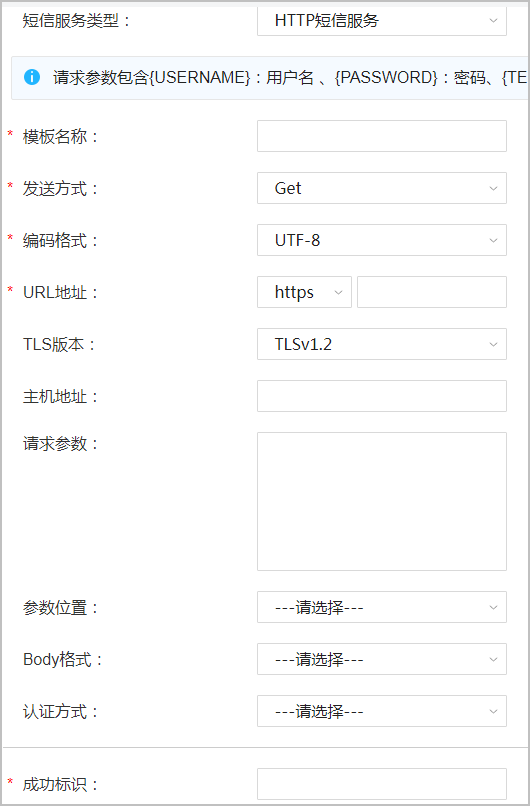 短信服务类型： HTTP短信服务
请求参数包含{USERNAME}：用户名 、{PASSWORD}：密码、{TE
* 模板名称：
* 发送方式： Get
* 编码格式： UTF-8
* URL地址： https
TLS版本： TLSv1.2
主机地址：
请求参数：
参数位置： ---请选择---
Body格式： ---请选择---
认证方式： ---请选择---
* 成功标识：